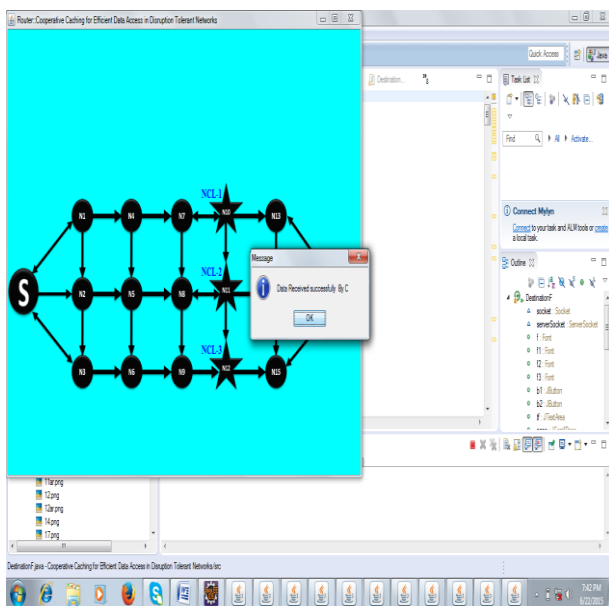 Router::Cooperative Caching for Efficient Data Access in Disruption Tolerant Networks
Quick Access
Java
Destination...
Task List
Find
All
Activate...
NCL-1
N1
N4
N7
N10
N13
Connect Mylyn
Connect to your task and ALM tools or create
a local task.
Message
Data Received successfully By C
OK
NCL-2
S
N2
N5
N8
N11
Outline
DestinationF
socket : Socket
serverSocket : ServerSocket
f : Font
f1 : Font
f2 : Font
f3 : Font
b1 : JButton
b2 : JButton
tf : JTextArea
NCL-3
N3
N6
N9
N12
N15
11ar.png
12.png
12ar.png
14.png
17.png
DestinationF.java - Cooperative Caching for Efficient Data Access in Disruption Tolerant Networks/src
7:42 PM
6/22/2015